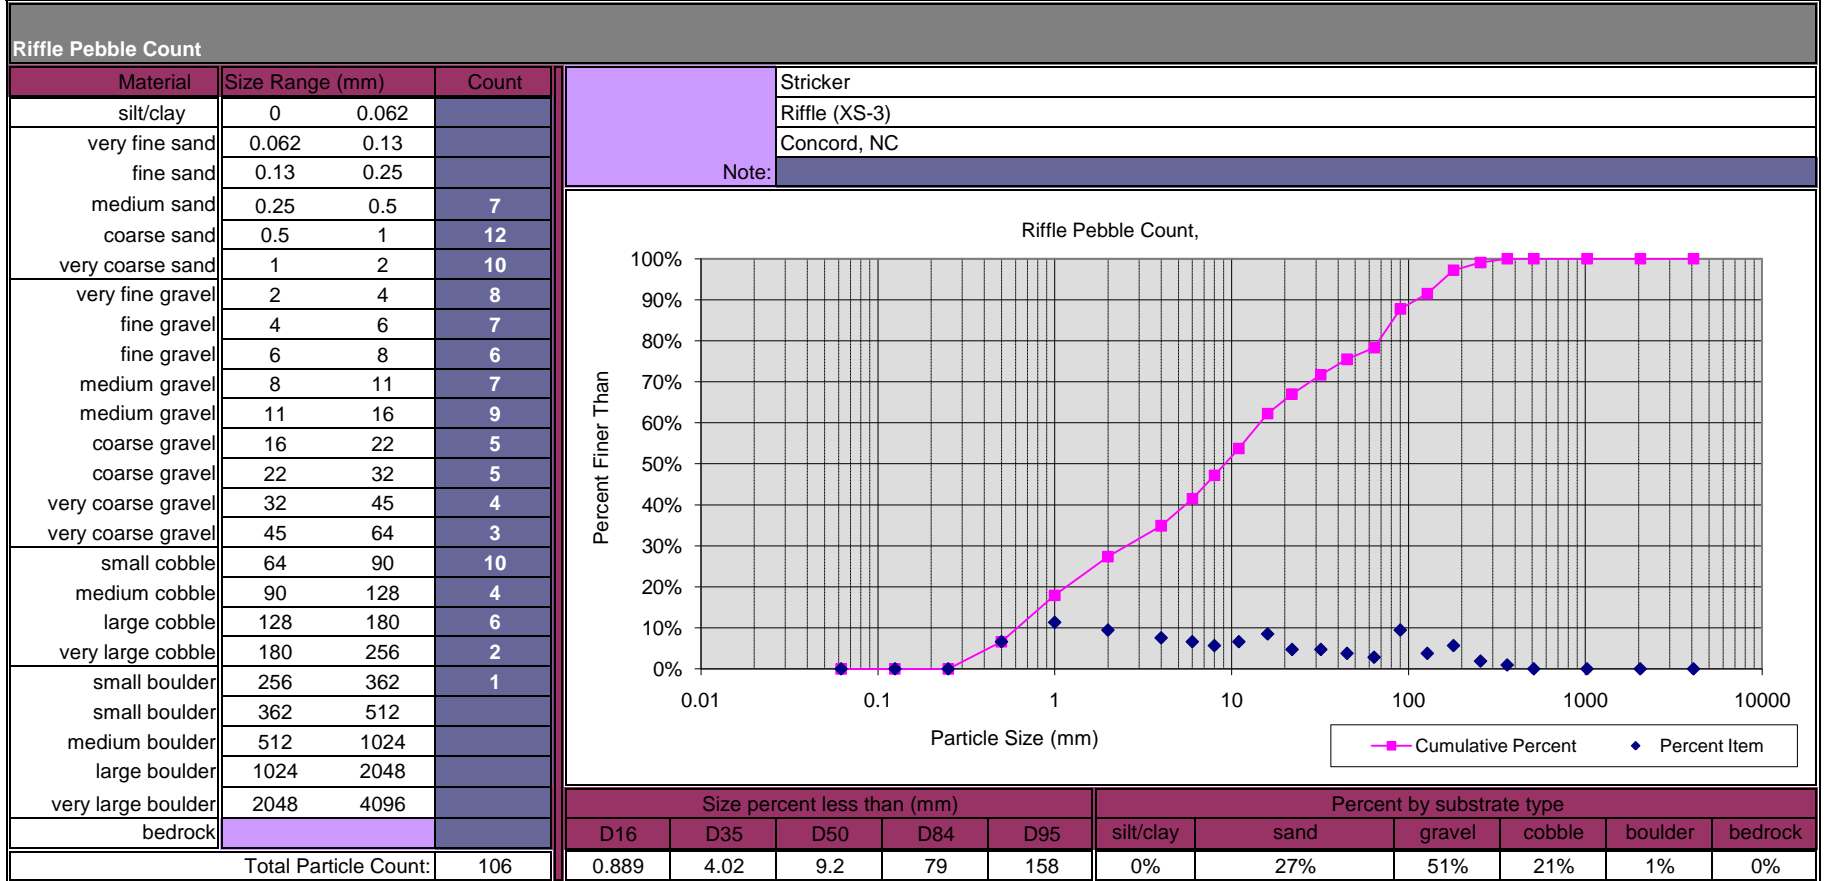 Riffle Pebble Count
Material Size Range (mm) Count
silt/clay 0 0.062
very fine sand 0.062 0.13
fine sand 0.13 0.25
medium sand 0.25 0.5 7
coarse sand 0.5 1 12
very coarse sand 1 2 10
very fine gravel 2 4 8
fine gravel 4 6 7
fine gravel 6 8 6
medium gravel 8 11 7
medium gravel 11 16 9
coarse gravel 16 22 5
coarse gravel 22 32 5
very coarse gravel 32 45 4
very coarse gravel 45 64 3
small cobble 64 90 10
medium cobble 90 128 4
large cobble 128 180 6
very large cobble 180 256 2
small boulder 256 362 1
small boulder 362 512
medium boulder 512 1024
large boulder 1024 2048
very large boulder 2048 4096
bedrock
Total Particle Count: 106
Stricker
Riffle (XS-3)
Concord, NC
Note:
Riffle Pebble Count,
Percent Finer Than
100%
90%
80%
70%
60%
50%
40%
30%
20%
10%
0%
0.01 0.1 1 10 100 1000 10000
Particle Size (mm)
Cumulative Percent Percent Item
Size percent less than (mm) Percent by substrate type
D16 D35 D50 D84 D95 silt/clay sand gravel cobble boulder bedrock
0.889 4.02 9.2 79 158 0% 27% 51% 21% 1% 0%